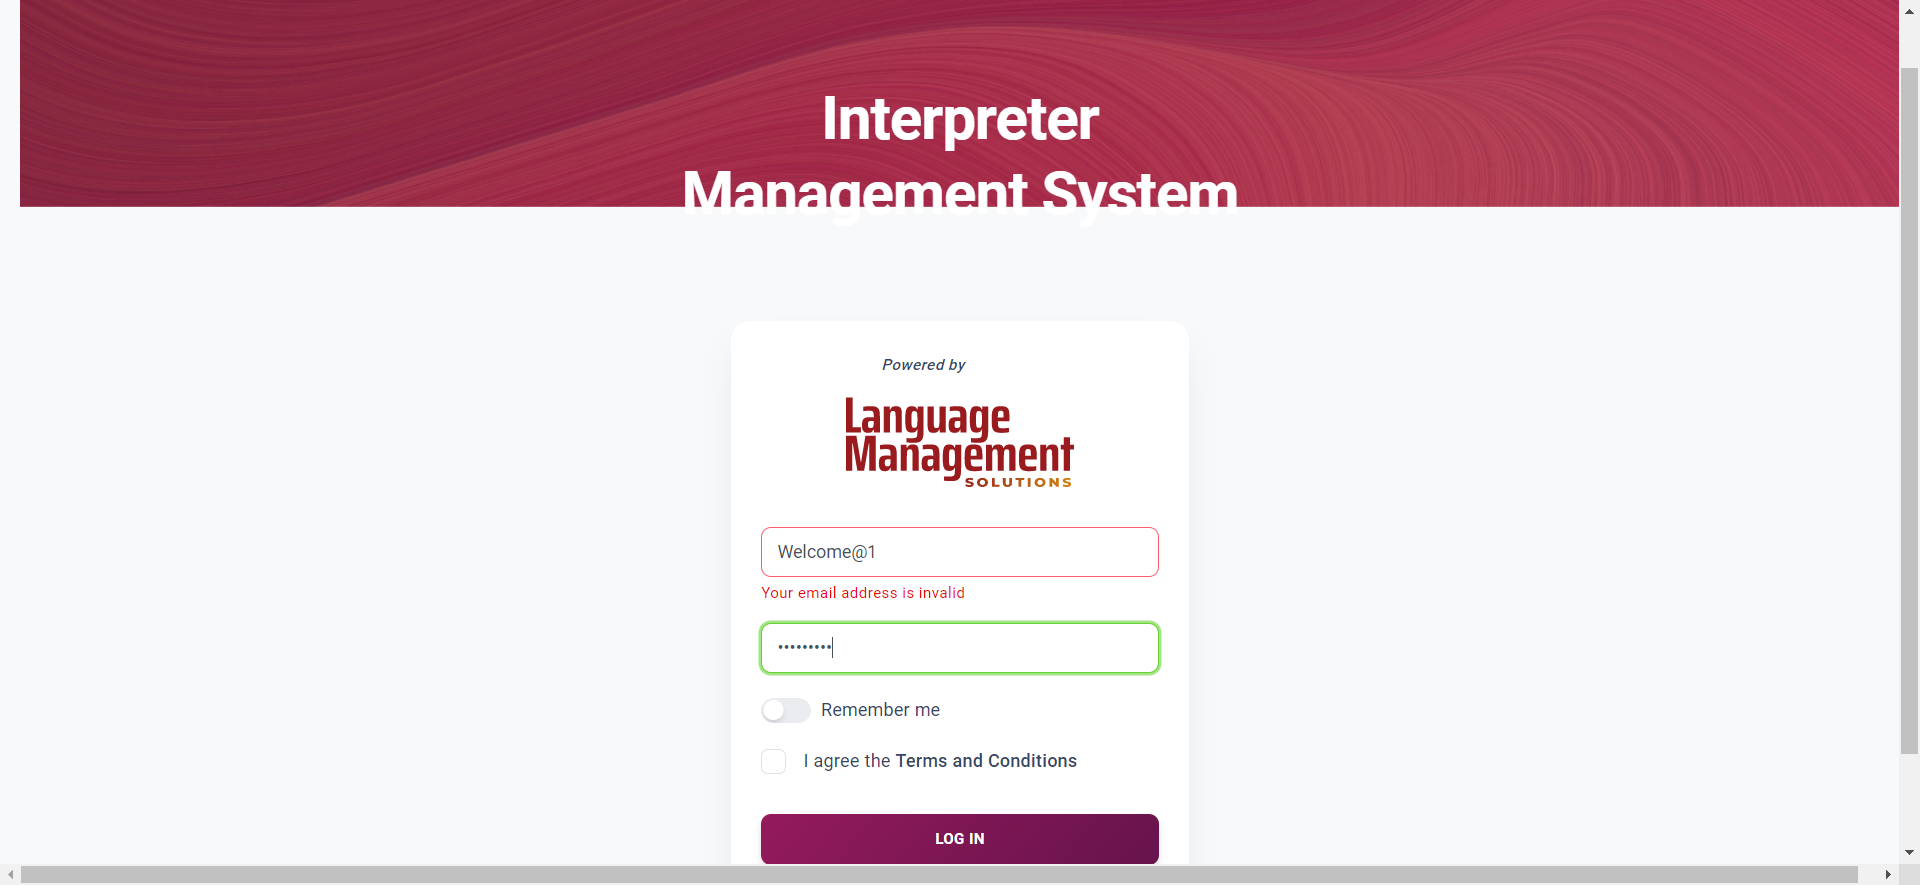 Interpreter
Management System
Powered by
Language
Management
SOLUTIONS
Welcome@1
Your email address is invalid
•••••••••
Remember me
I agree the Terms and Conditions
LOG IN